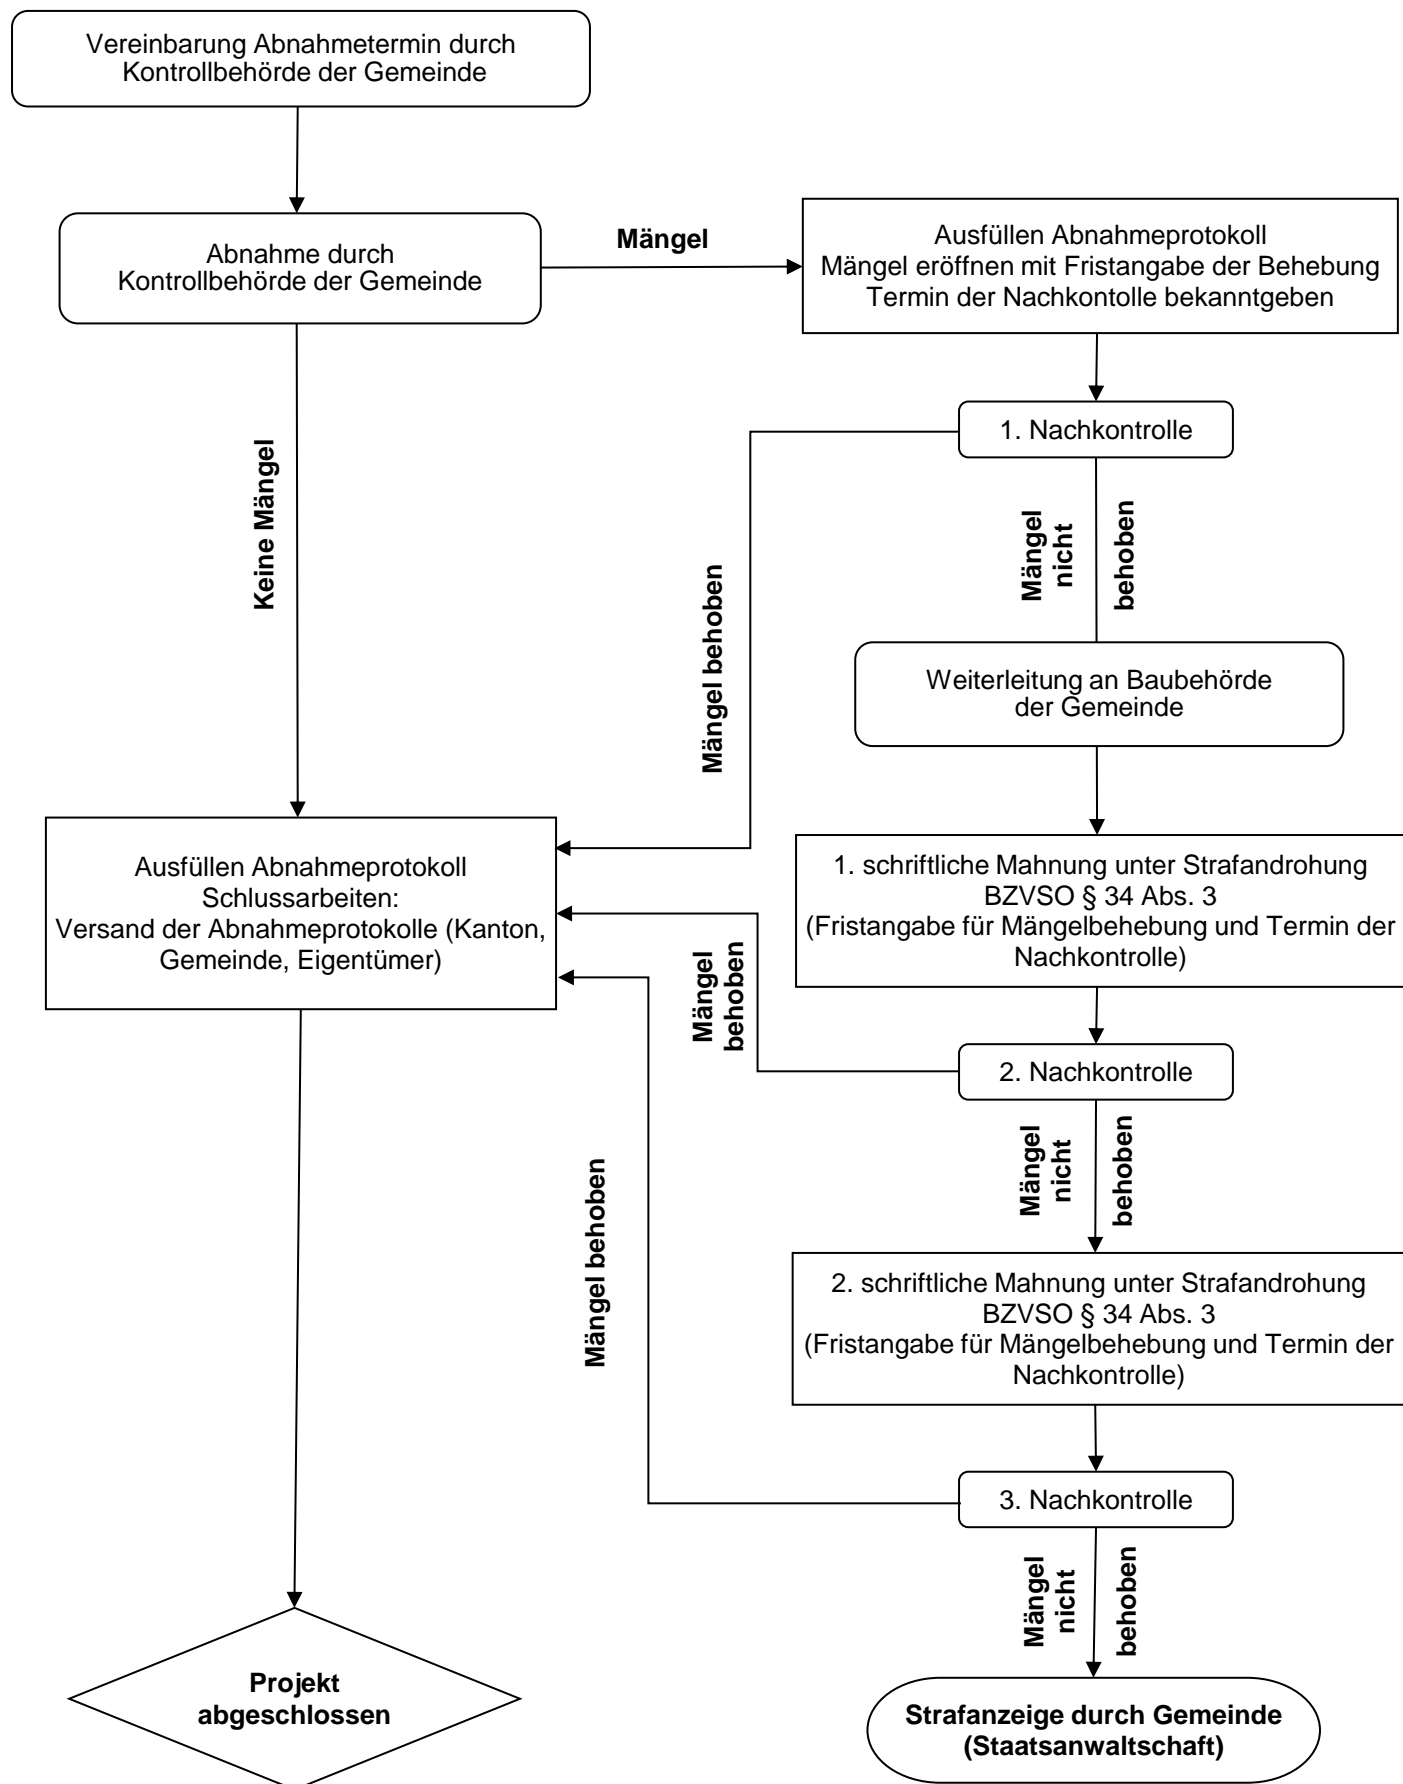 Vereinbarung Abnahmetermin durch
Kontrollbehörde der Gemeinde
Abnahme durch
Kontrollbehörde der Gemeinde
Mängel
Ausfüllen Abnahmeprotokoll
Mängel eröffnen mit Fristangabe der Behebung
Termin der Nachkontolle bekanntgeben
1. Nachkontrolle
Keine Mängel
Mängel behoben
Mängel
nicht
behoben
Weiterleitung an Baubehörde
der Gemeinde
Ausfüllen Abnahmeprotokoll
Schlussarbeiten:
Versand der Abnahmeprotokolle (Kanton,
Gemeinde, Eigentümer)
1. schriftliche Mahnung unter Strafandrohung
BZVSO § 34 Abs. 3
(Fristangabe für Mängelbehebung und Termin der
Nachkontrolle)
Mängel
behoben
2. Nachkontrolle
Mängel
nicht
behoben
Mängel behoben
2. schriftliche Mahnung unter Strafandrohung
BZVSO § 34 Abs. 3
(Fristangabe für Mängelbehebung und Termin der
Nachkontrolle)
3. Nachkontrolle
Mängel
nicht
behoben
Projekt
abgeschlossen
Strafanzeige durch Gemeinde
(Staatsanwaltschaft)